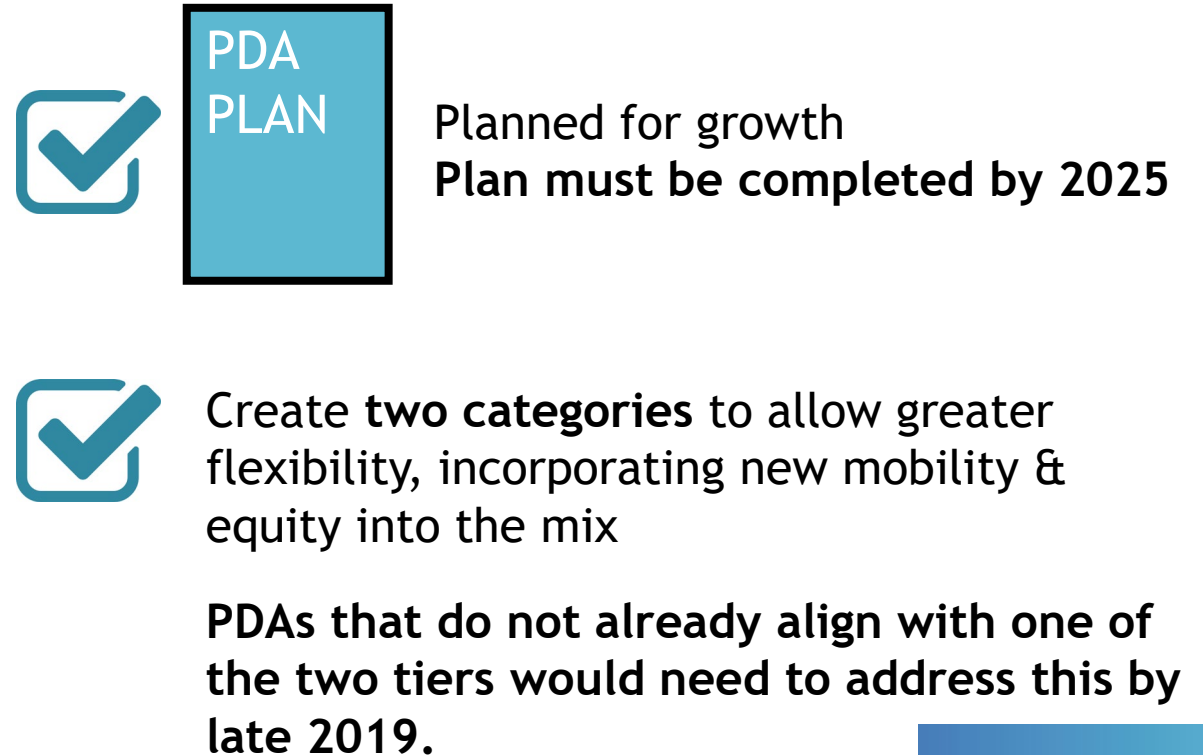 PDA
PLAN
Planned for growth
Plan must be completed by 2025
Create two categories to allow greater
flexibility, incorporating new mobility &
equity into the mix
PDAs that do not already align with one of
the two tiers would need to address this by
late 2019.